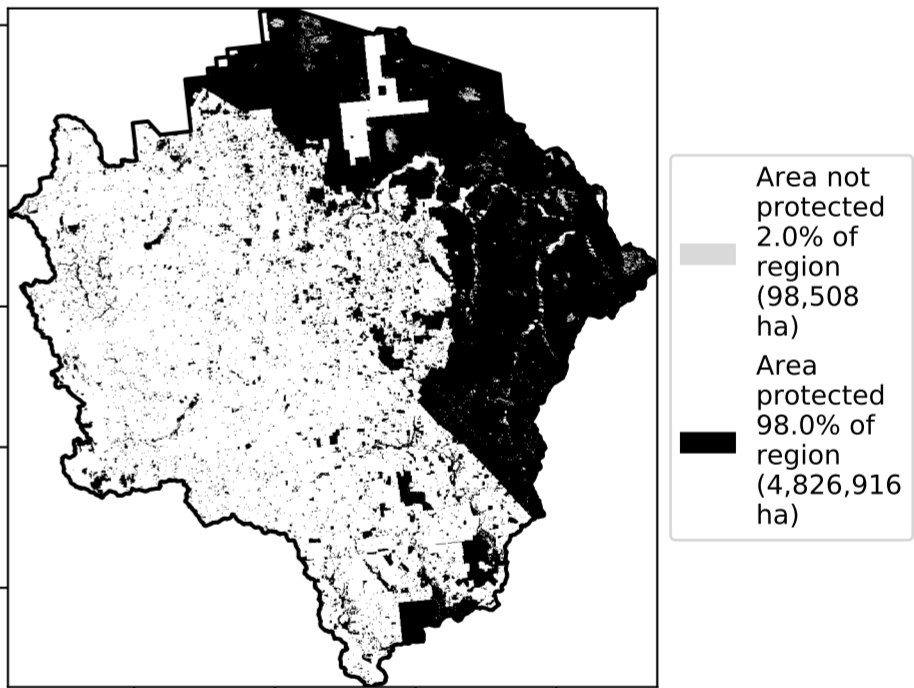 Area not
protected
2.0% of
region
(98,508
ha)
Area
protected
98.0% of
region
(4,826,916
ha)